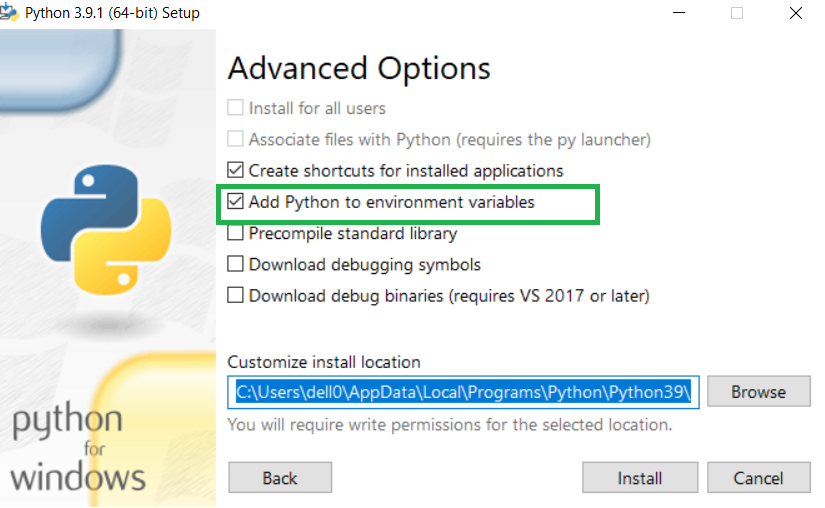 Python 3.9.1 (64-bit) Setup
Advanced Options
Install for all users
Associate files with Python (requires the py launcher)
Create shortcuts for installed applications
Add Python to environment variables
Precompile standard library
Download debugging symbols
Download debug binaries (requires VS 2017 or later)
Customize install location
C:\Users\dell0\AppData\Local\Programs\Python\Python39\
Browse
You will require write permissions for the selected location.
python
for
windows
Back
Install
Cancel